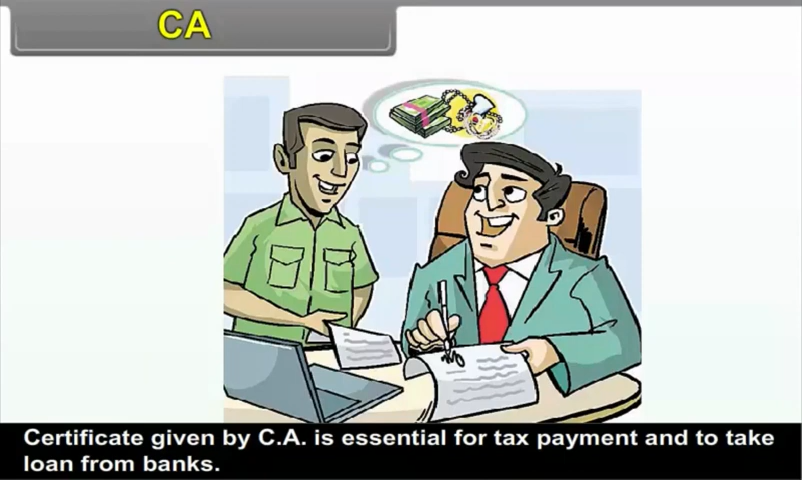 CA
Certificate given by C.A. is essential for tax payment and to take
loan from banks.